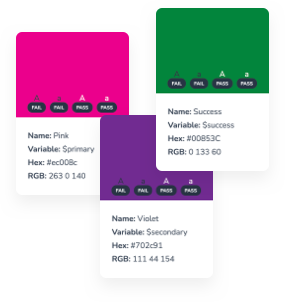 A a A a
FAIL FAIL PASS PASS
Name: Pink
Variable: $primary
Hex: #ec008c
RGB: 263 0 140
A a A a
FAIL FAIL PASS PASS
Name: Success
Variable: $success
Hex: #00853C
RGB: 0 133 60
A a A a
FAIL FAIL PASS PASS
Name: Violet
Variable: $secondary
Hex: #702c91
RGB: 111 44 154